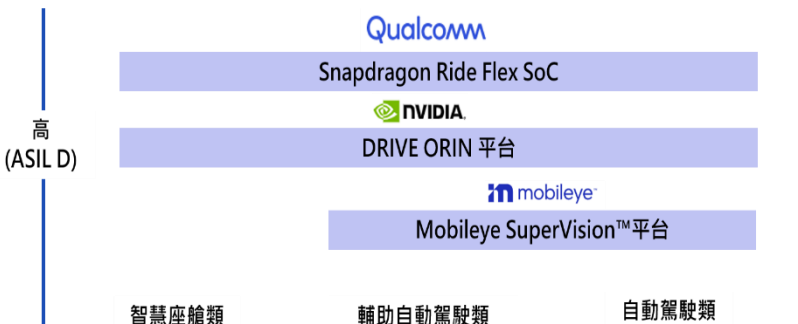 Qualcomm
Snapdragon Ride Flex SoC
NVIDIA.
高
(ASIL D)
DRIVE ORIN 平台
mobileye™
Mobileye SuperVision™平台
智慧座艙類
輔助自動駕駛類
自動駕駛類